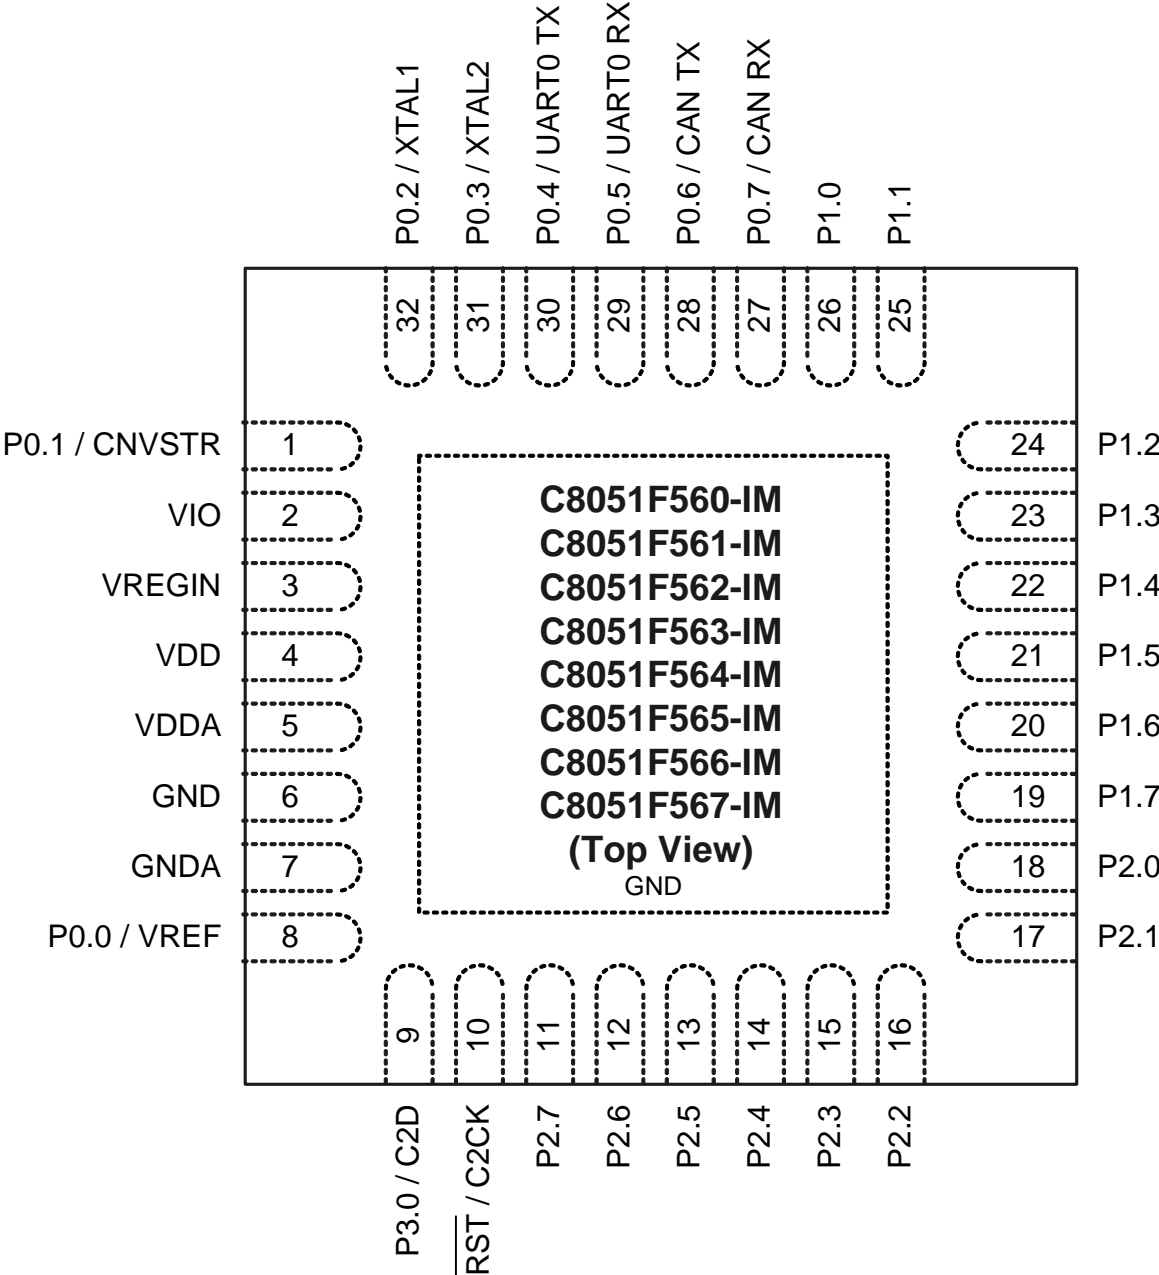 P0.2 / XTAL1
P0.3 / XTAL2
P0.4 / UART0 TX
P0.5 / UART0 RX
P0.6 / CAN TX
P0.7 / CAN RX
P1.0
P1.1
32
31
30
29
28
27
26
25
P0.1 / CNVSTR
1
VIO
2
VREGIN
3
VDD
4
VDDA
5
GND
6
GNDA
7
P0.0 / VREF
8
C8051F560-IM
C8051F561-IM
C8051F562-IM
C8051F563-IM
C8051F564-IM
C8051F565-IM
C8051F566-IM
C8051F567-IM
(Top View)
GND
24
P1.2
23
P1.3
22
P1.4
21
P1.5
20
P1.6
19
P1.7
18
P2.0
17
P2.1
9
10
11
12
13
14
15
16
P3.0 / C2D
RST / C2CK
P2.7
P2.6
P2.5
P2.4
P2.3
P2.2